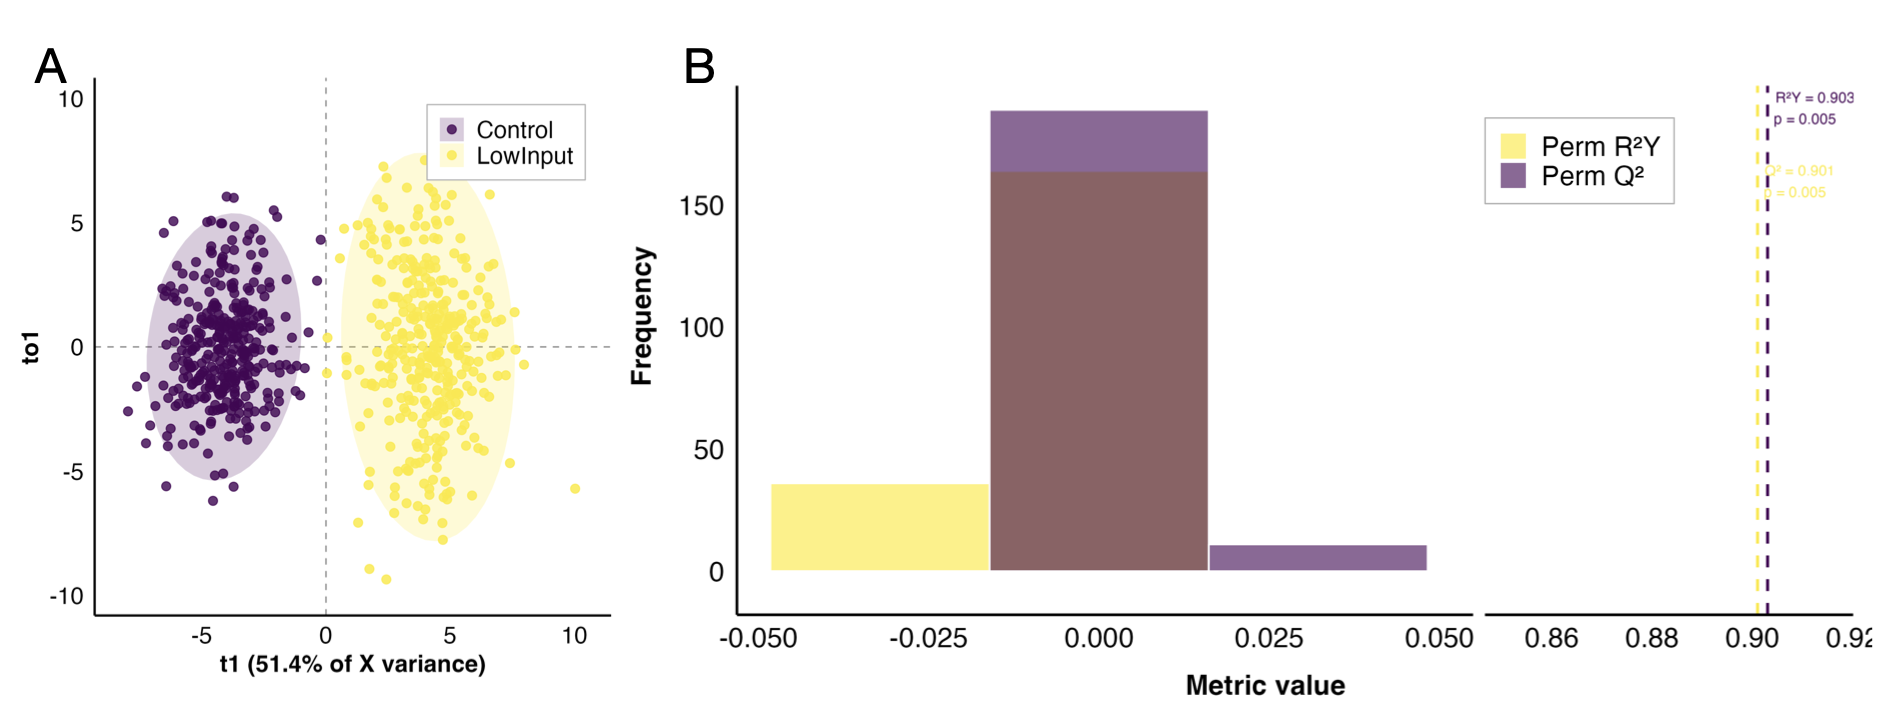 A
10
5
0
-5
-10
to1
-5
0
5
10
t1 (51.4% of X variance)
Control
LowInput
B
Frequency
150
100
50
0
-0.050
-0.025
0.000
0.025
0.050
0.86
0.88
0.90
0.92
Metric value
Perm R²Y
Perm Q²
R²Y = 0.903
p = 0.005
Q² = 0.901
p = 0.005